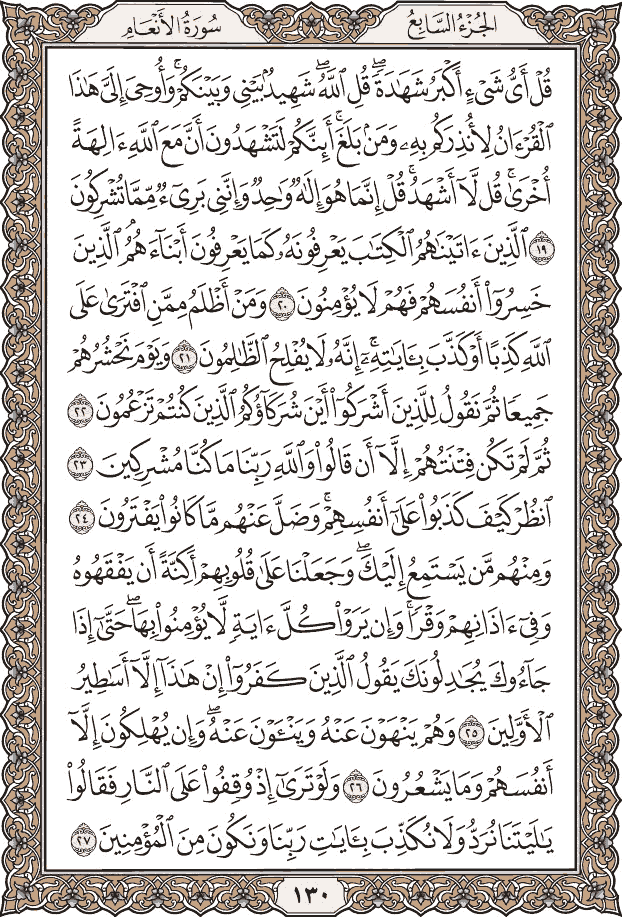 الجُزْءُ السَّابِعُ
سُورَةُ الأَنْعَام
قُلْ أَىُّ شَىْءٍ أَكْبَرُ شَهَٰدَةً ۖ قُلِ ٱللَّهُ ۖ شَهِيدٌۢ بَيْنِى وَبَيْنَكُمْ ۚ وَأُوحِىَ إِلَىَّ هَٰذَا
ٱلْقُرْءَانُ لِأُنذِرَكُم بِهِۦ وَمَنۢ بَلَغَ ۚ أَئِنَّكُمْ لَتَشْهَدُونَ أَنَّ مَعَ ٱللَّهِ ءَالِهَةً
أُخْرَىٰ ۚ قُل لَّآ أَشْهَدُ ۚ قُلْ إِنَّمَا هُوَ إِلَٰهٌ وَٰحِدٌ وَإِنَّنِى بَرِىٓءٌ مِّمَّا تُشْرِكُونَ
١٩ ٱلَّذِينَ ءَاتَيْنَٰهُمُ ٱلْكِتَٰبَ يَعْرِفُونَهُۥ كَمَا يَعْرِفُونَ أَبْنَآءَهُمُ ۘ ٱلَّذِينَ
خَسِرُوٓا۟ أَنفُسَهُمْ فَهُمْ لَا يُؤْمِنُونَ ٢٠ وَمَنْ أَظْلَمُ مِمَّنِ ٱفْتَرَىٰ عَلَى
ٱللَّهِ كَذِبًا أَوْ كَذَّبَ بِـَٔايَٰتِهِۦٓ ۗ إِنَّهُۥ لَا يُفْلِحُ ٱلظَّٰلِمُونَ ٢١ وَيَوْمَ نَحْشُرُهُمْ
جَمِيعًا ثُمَّ نَقُولُ لِلَّذِينَ أَشْرَكُوٓا۟ أَيْنَ شُرَكَآؤُكُمُ ٱلَّذِينَ كُنتُمْ تَزْعُمُونَ ٢٢
ثُمَّ لَمْ تَكُن فِتْنَتُهُمْ إِلَّآ أَن قَالُوا۟ وَٱللَّهِ رَبِّنَا مَا كُنَّا مُشْرِكِينَ ٢٣
ٱنظُرْ كَيْفَ كَذَبُوا۟ عَلَىٰٓ أَنفُسِهِمْ ۚ وَضَلَّ عَنْهُم مَّا كَانُوا۟ يَفْتَرُونَ ٢٤
وَمِنْهُم مَّن يَسْتَمِعُ إِلَيْكَ ۖ وَجَعَلْنَا عَلَىٰ قُلُوبِهِمْ أَكِنَّةً أَن يَفْقَهُوهُ
وَفِىٓ ءَاذَانِهِمْ وَقْرًا ۚ وَإِن يَرَوْا۟ كُلَّ ءَايَةٍ لَّا يُؤْمِنُوا۟ بِهَا ۚ حَتَّىٰٓ إِذَا
جَآءُوكَ يُجَٰدِلُونَكَ يَقُولُ ٱلَّذِينَ كَفَرُوٓا۟ إِنْ هَٰذَآ إِلَّآ أَسَٰطِيرُ
ٱلْأَوَّلِينَ ٢٥ وَهُمْ يَنْهَوْنَ عَنْهُ وَيَنْـَٔوْنَ عَنْهُ ۖ وَإِن يُهْلِكُونَ إِلَّآ
أَنفُسَهُمْ وَمَا يَشْعُرُونَ ٢٦ وَلَوْ تَرَىٰٓ إِذْ وُقِفُوا۟ عَلَى ٱلنَّارِ فَقَالُوا۟
يَٰلَيْتَنَا نُرَدُّ وَلَا نُكَذِّبَ بِـَٔايَٰتِ رَبِّنَا وَنَكُونَ مِنَ ٱلْمُؤْمِنِينَ ٢٧
١٣٠